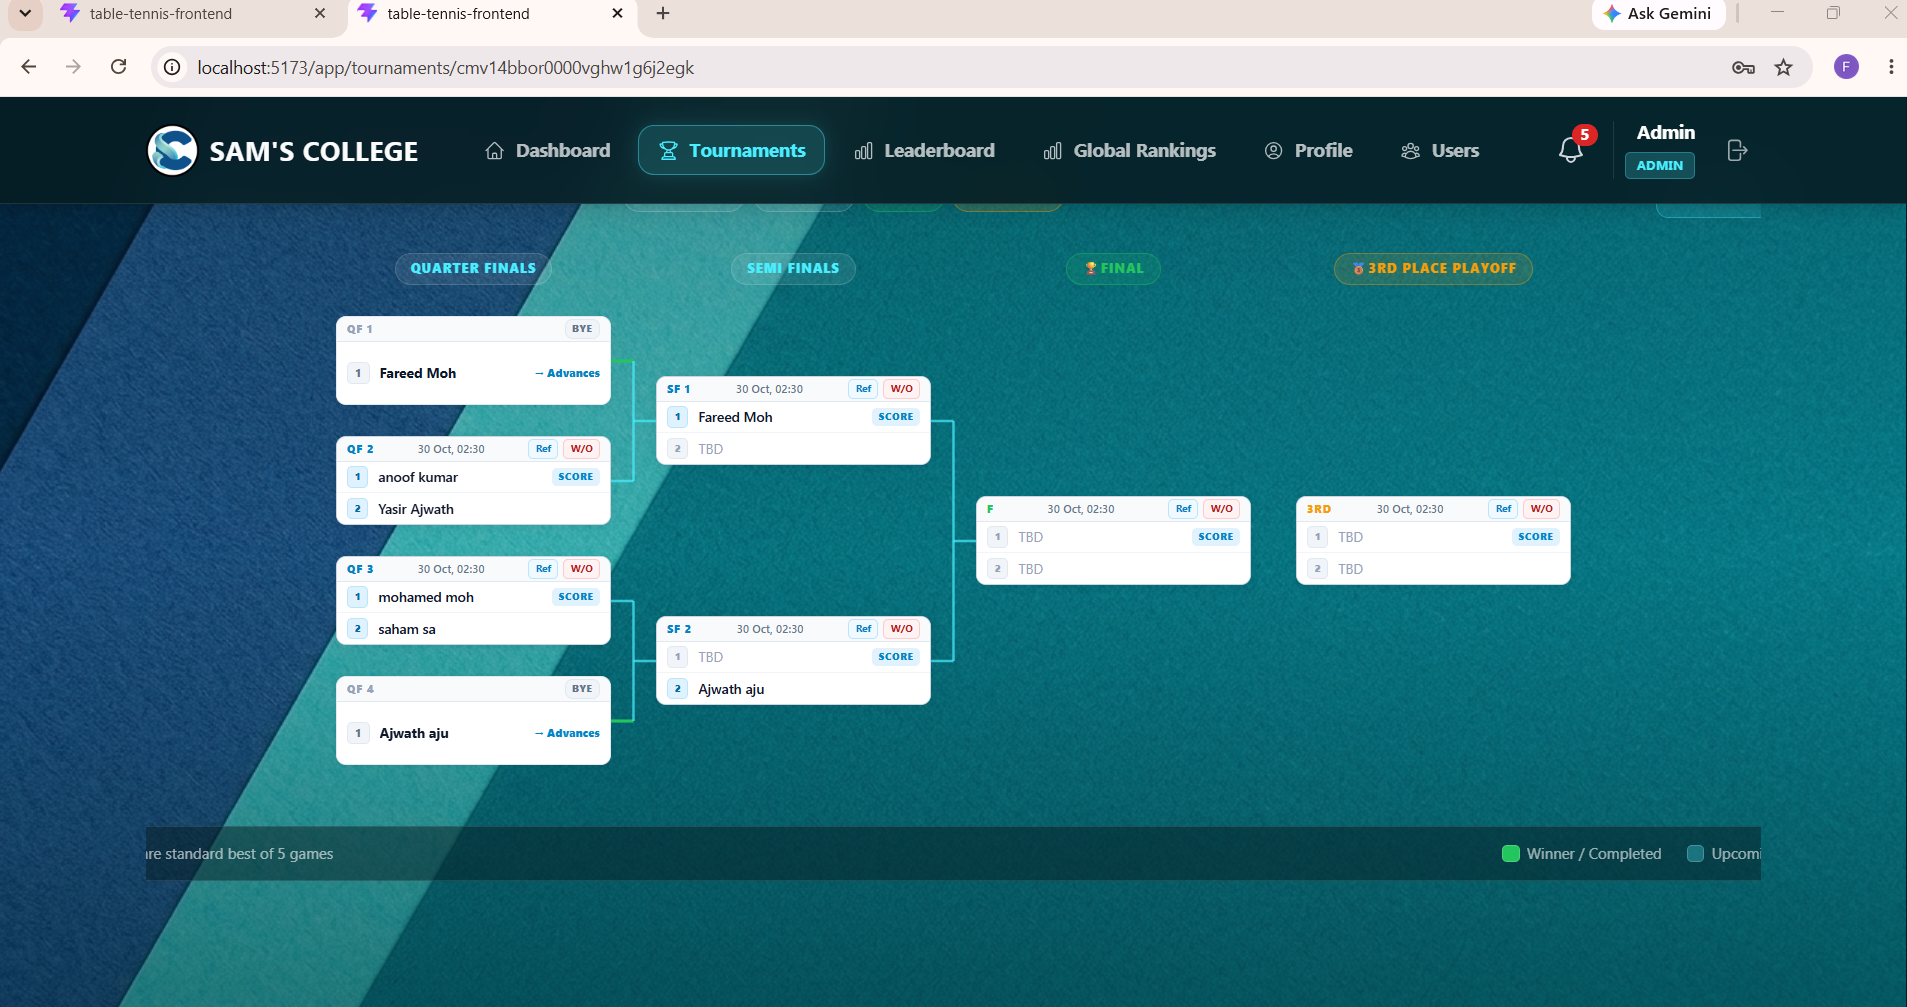 table-tennis-frontend
table-tennis-frontend
Ask Gemini
localhost:5173/app/tournaments/cmv14bbor0000vghw1g6j2egk
F
SAM'S COLLEGE
Dashboard
Tournaments
Leaderboard
Global Rankings
Profile
Users
5
Admin
ADMIN
QUARTER FINALS
SEMI FINALS
FINAL
3RD PLACE PLAYOFF
QF 1 BYE
1 Fareed Moh → Advances
QF 2 30 Oct, 02:30 Ref W/O
1 anoof kumar SCORE
2 Yasir Ajwath
QF 3 30 Oct, 02:30 Ref W/O
1 mohamed moh SCORE
2 saham sa
QF 4 BYE
1 Ajwath aju → Advances
SF 1 30 Oct, 02:30 Ref W/O
1 Fareed Moh SCORE
2 TBD
SF 2 30 Oct, 02:30 Ref W/O
1 TBD SCORE
2 Ajwath aju
F 30 Oct, 02:30 Ref W/O
1 TBD SCORE
2 TBD
3RD 30 Oct, 02:30 Ref W/O
1 TBD SCORE
2 TBD
re standard best of 5 games
Winner / Completed
Upcomi